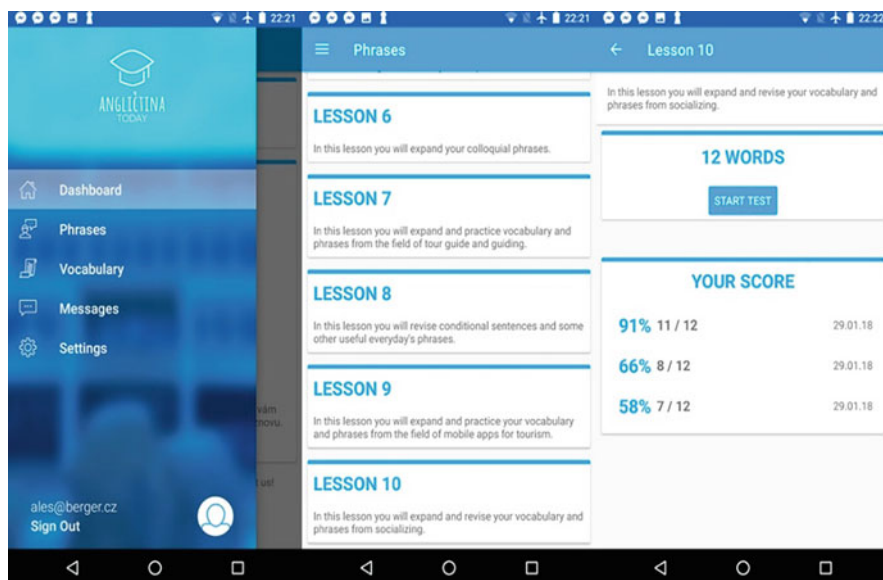 22:21
ANGLIČTINA
TODAY
Dashboard
Phrases
Vocabulary
Messages
Settings
vám
znovu.
us!
ales@berger.cz
Sign Out
22:21
Phrases
LESSON 6
In this lesson you will expand your colloquial phrases.
LESSON 7
In this lesson you will expand and practice vocabulary and
phrases from the field of tour guide and guiding.
LESSON 8
In this lesson you will revise conditional sentences and some
other useful everyday's phrases.
LESSON 9
In this lesson you will expand and practice your vocabulary
and phrases from the field of mobile apps for tourism.
LESSON 10
In this lesson you will expand and revise your vocabulary and
phrases from socializing.
22:22
Lesson 10
In this lesson you will expand and revise your vocabulary and
phrases from socializing.
12 WORDS
START TEST
YOUR SCORE
91% 11 / 12 29.01.18
66% 8 / 12 29.01.18
58% 7 / 12 29.01.18